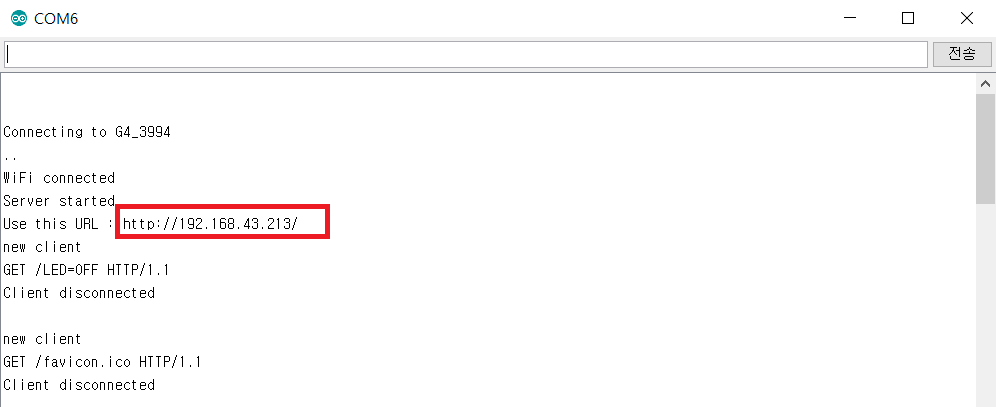 COM6
전송
Connecting to G4_3994
..
WiFi connected
Server started
Use this URL : http://192.168.43.213/
new client
GET /LED=OFF HTTP/1.1
Client disconnected
new client
GET /favicon.ico HTTP/1.1
Client disconnected